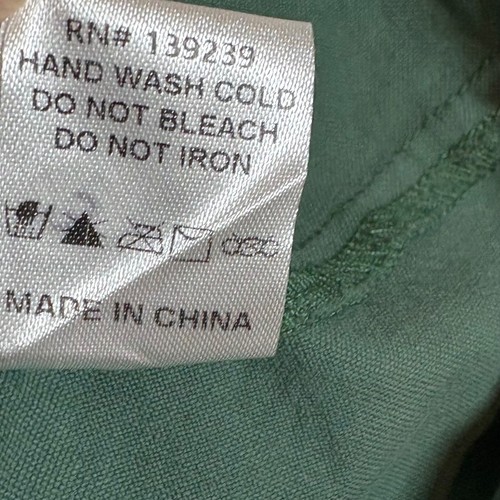 RN# 139239
HAND WASH COLD
DO NOT BLEACH
DO NOT IRON
MADE IN CHINA